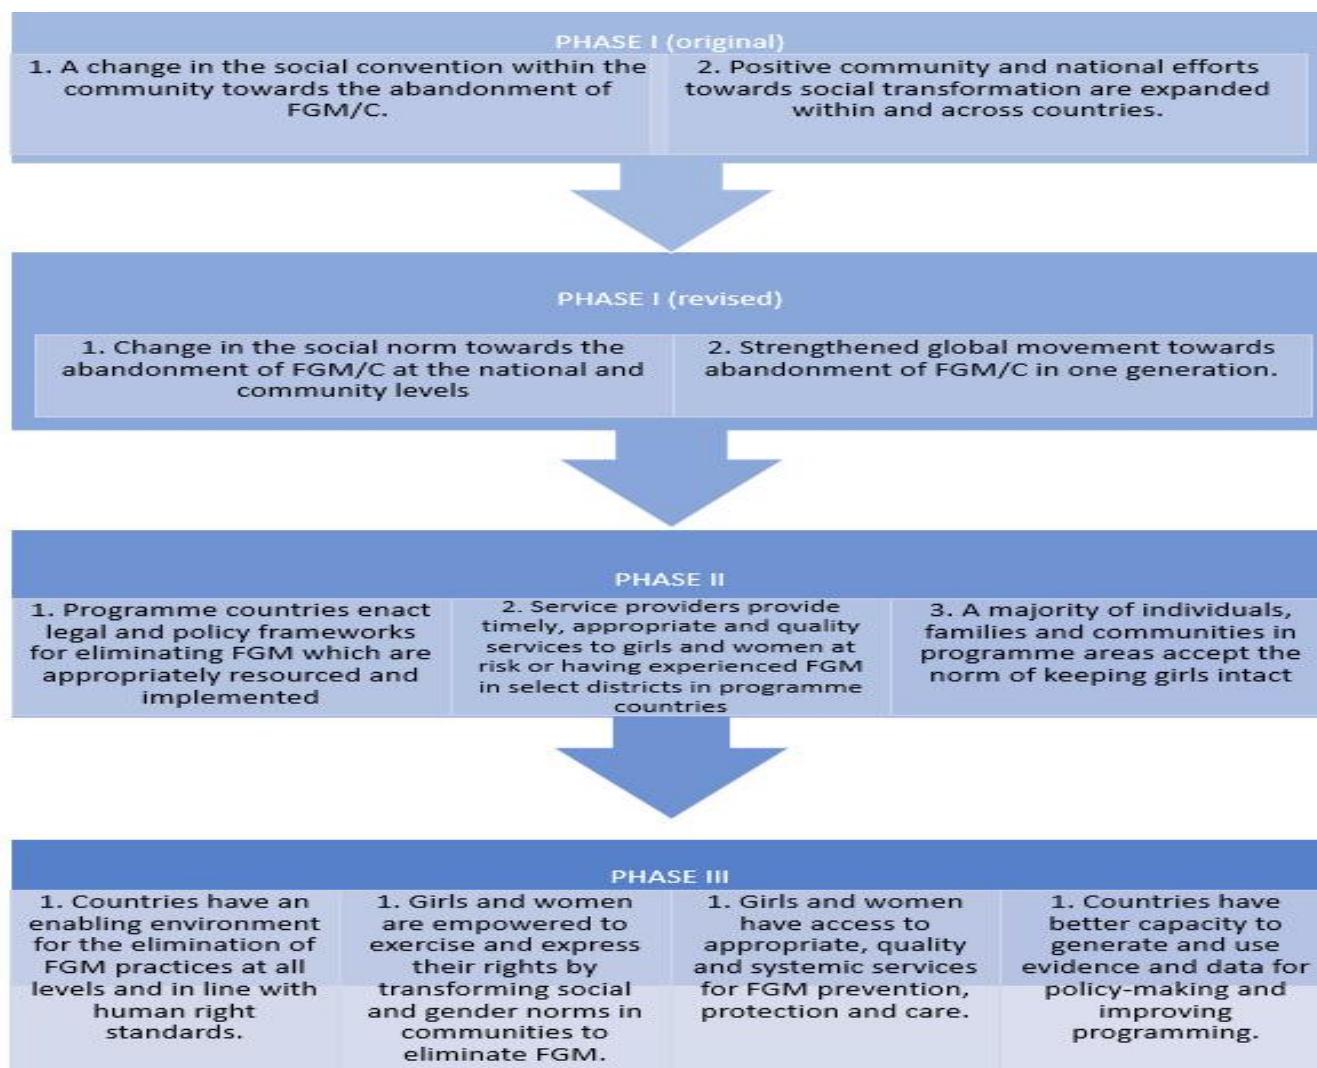 PHASE I (original)
1. A change in the social convention within the
community towards the abandonment of
FGM/C.
2. Positive community and national efforts
towards social transformation are expanded
within and across countries.
PHASE I (revised)
1. Change in the social norm towards the
abandonment of FGM/C at the national and
community levels
2. Strengthened global movement towards
abandonment of FGM/C in one generation.
PHASE II
1. Programme countries enact
legal and policy frameworks
for eliminating FGM which are
appropriately resourced and
implemented
2. Service providers provide
timely, appropriate and quality
services to girls and women at
risk or having experienced FGM
in select districts in programme
countries
3. A majority of individuals,
families and communities in
programme areas accept the
norm of keeping girls intact
PHASE III
1. Countries have an
enabling environment
for the elimination of
FGM practices at all
levels and in line with
human right
standards.
1. Girls and women
are empowered to
exercise and express
their rights by
transforming social
and gender norms in
communities to
eliminate FGM.
1. Girls and women
have access to
appropriate, quality
and systemic services
for FGM prevention,
protection and care.
1. Countries have
better capacity to
generate and use
evidence and data for
policy-making and
improving
programming.